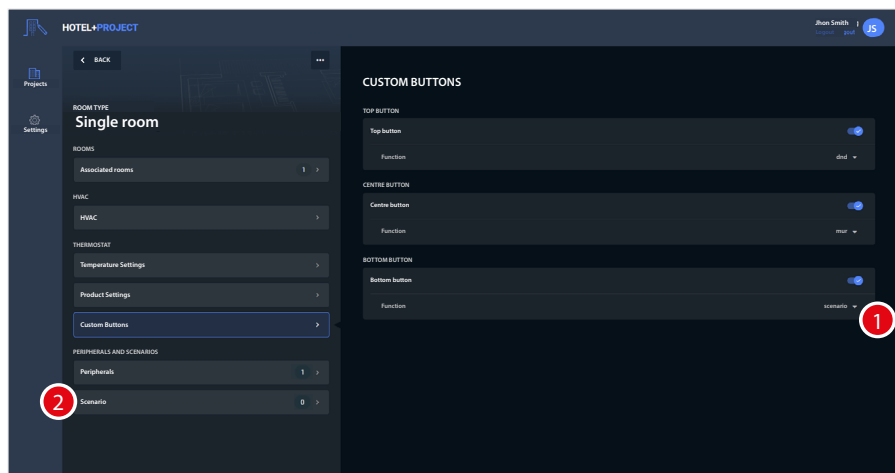 HOTEL+PROJECT
Jhon Smith
JS
Projects
Settings
BACK
ROOM TYPE
Single room
ROOMS
Associated rooms 1
HVAC
HVAC
THERMOSTAT
Temperature Settings
Product Settings
Custom Buttons
PERIPHERALS AND SCENARIOS
Peripherals 1
2
Scenario 0
CUSTOM BUTTONS
TOP BUTTON
Top button
Function dnd
CENTRE BUTTON
Centre button
Function mur
BOTTOM BUTTON
Bottom button
Function scenario
1